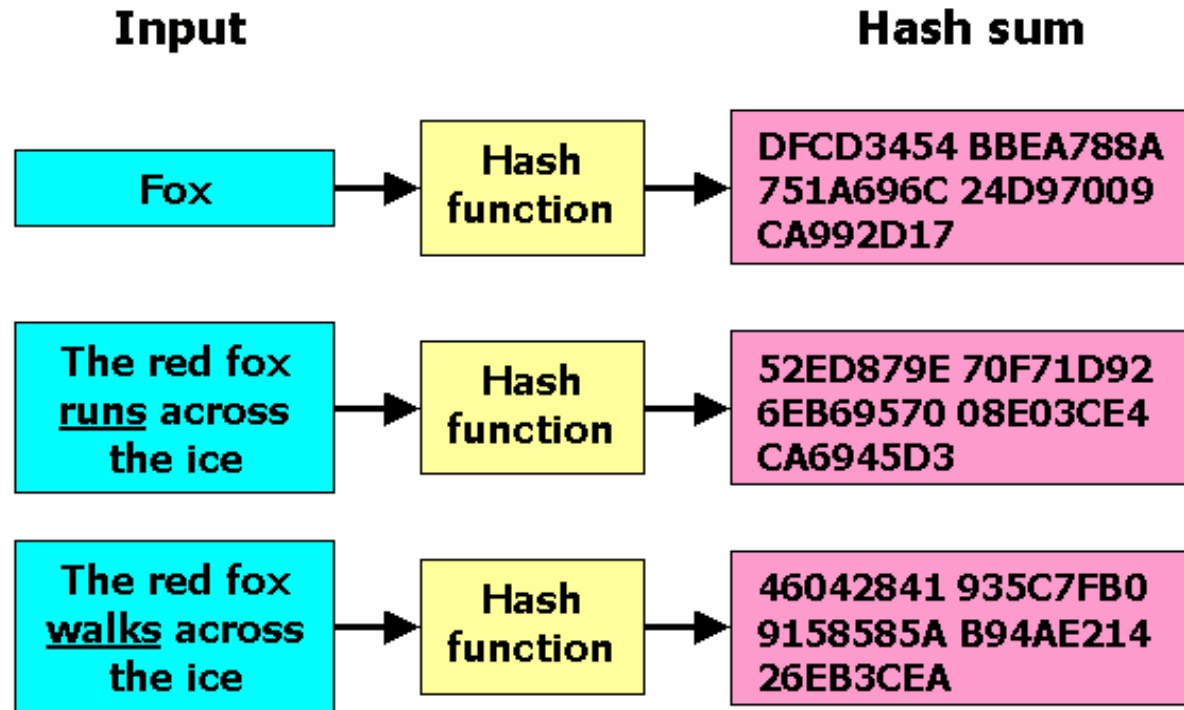 Input
Hash sum
Fox
Hash
function
DFCD3454 BBEA788A
751A696C 24D97009
CA992D17
The red fox
runs across
the ice
Hash
function
52ED879E 70F71D92
6EB69570 08E03CE4
CA6945D3
The red fox
walks across
the ice
Hash
function
46042841 935C7FB0
9158585A B94AE214
26EB3CEA